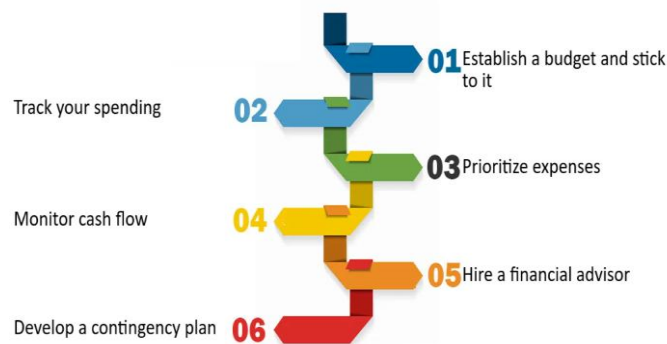 01 Establish a budget and stick
to it
Track your spending 02
03 Prioritize expenses
Monitor cash flow 04
05 Hire a financial advisor
Develop a contingency plan 06